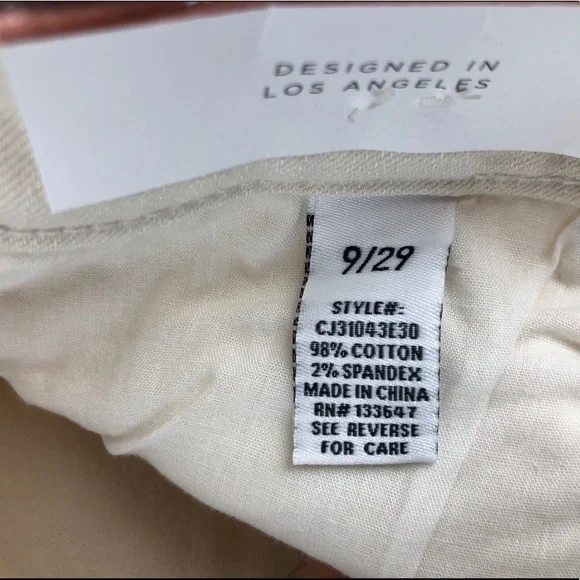 DESIGNED IN
LOS ANGELES
9/29
STYLE#:
CJ31043E30
98% COTTON
2% SPANDEX
MADE IN CHINA
RN# 133647
SEE REVERSE
FOR CARE